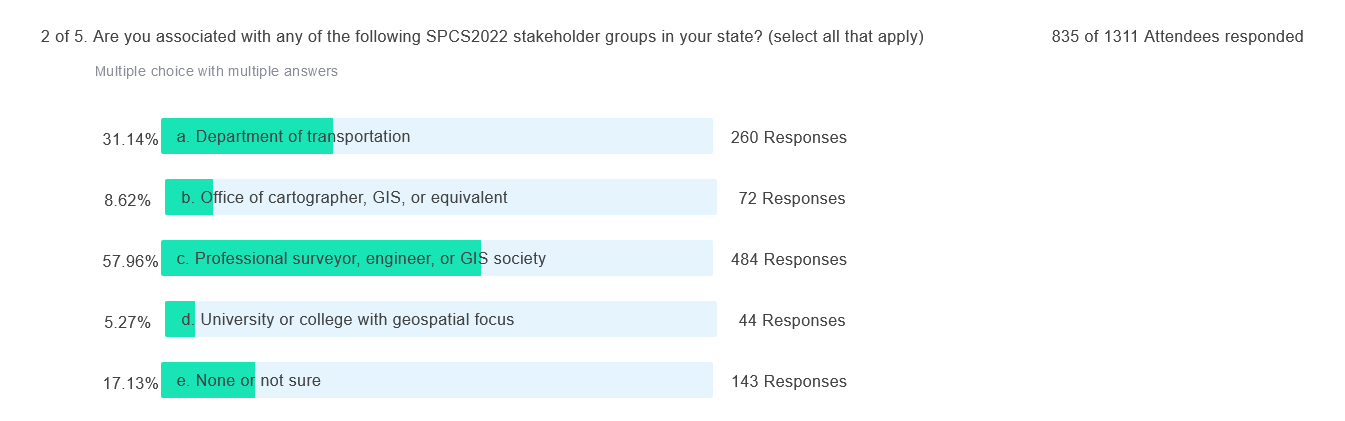 2 of 5. Are you associated with any of the following SPCS2022 stakeholder groups in your state? (select all that apply) 835 of 1311 Attendees responded
Multiple choice with multiple answers
31.14% a. Department of transportation 260 Responses
8.62% b. Office of cartographer, GIS, or equivalent 72 Responses
57.96% c. Professional surveyor, engineer, or GIS society 484 Responses
5.27% d. University or college with geospatial focus 44 Responses
17.13% e. None or not sure 143 Responses